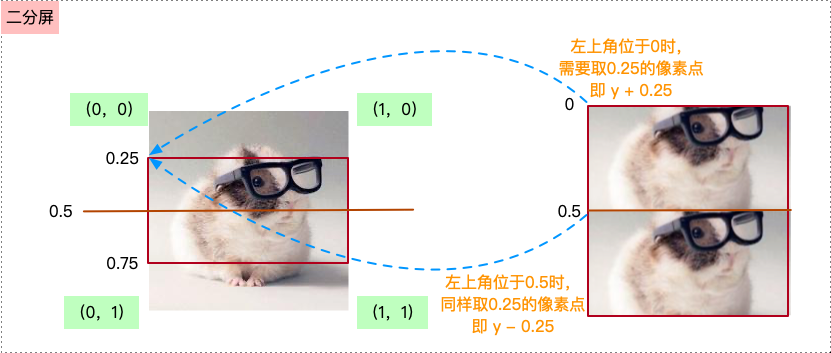 二分屏
左上角位于0时，
需要取0.25的像素点
即 y + 0.25
(0，0)
(1，0)
0
0.25
0.5
0.5
0.75
左上角位于0.5时，
同样取0.25的像素点
即 y − 0.25
(0，1)
(1，1)